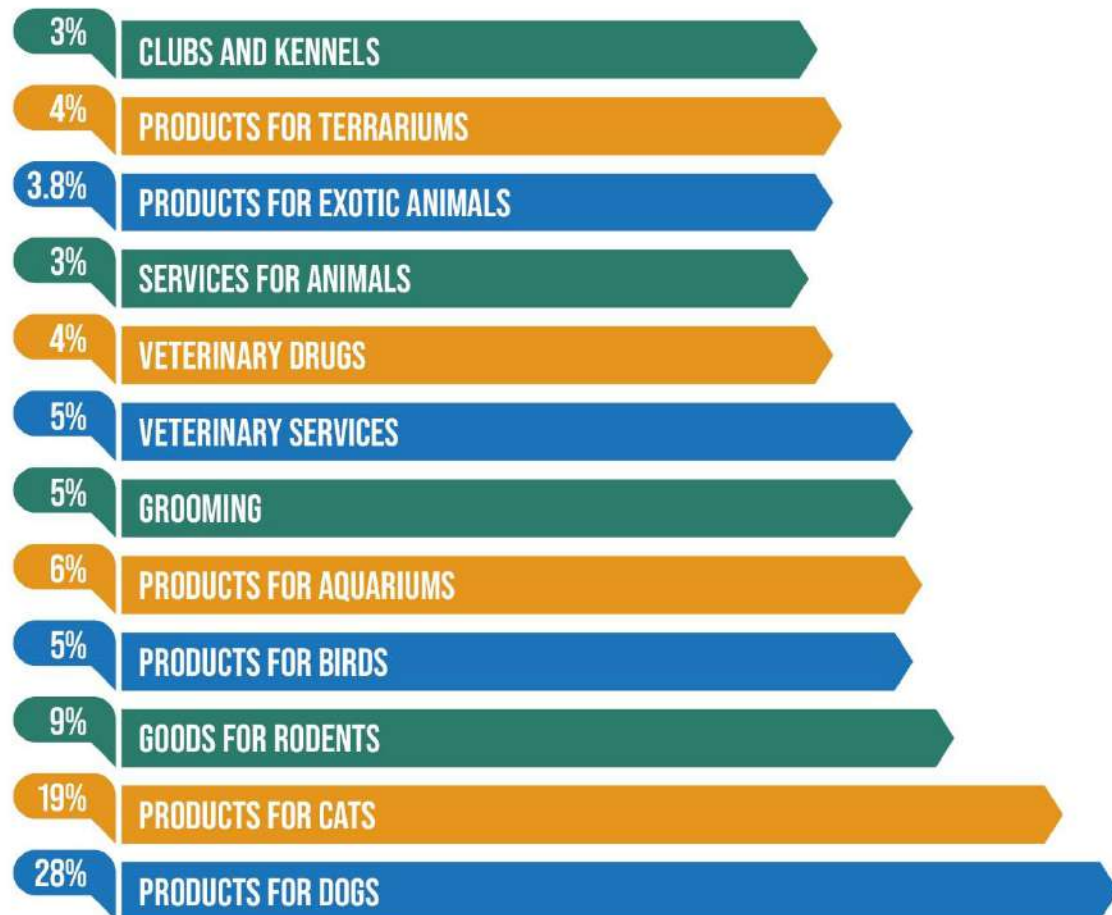 3%
CLUBS AND KENNELS
4%
PRODUCTS FOR TERRARIUMS
3.8%
PRODUCTS FOR EXOTIC ANIMALS
3%
SERVICES FOR ANIMALS
4%
VETERINARY DRUGS
5%
VETERINARY SERVICES
5%
GROOMING
6%
PRODUCTS FOR AQUARIUMS
5%
PRODUCTS FOR BIRDS
9%
GOODS FOR RODENTS
19%
PRODUCTS FOR CATS
28%
PRODUCTS FOR DOGS